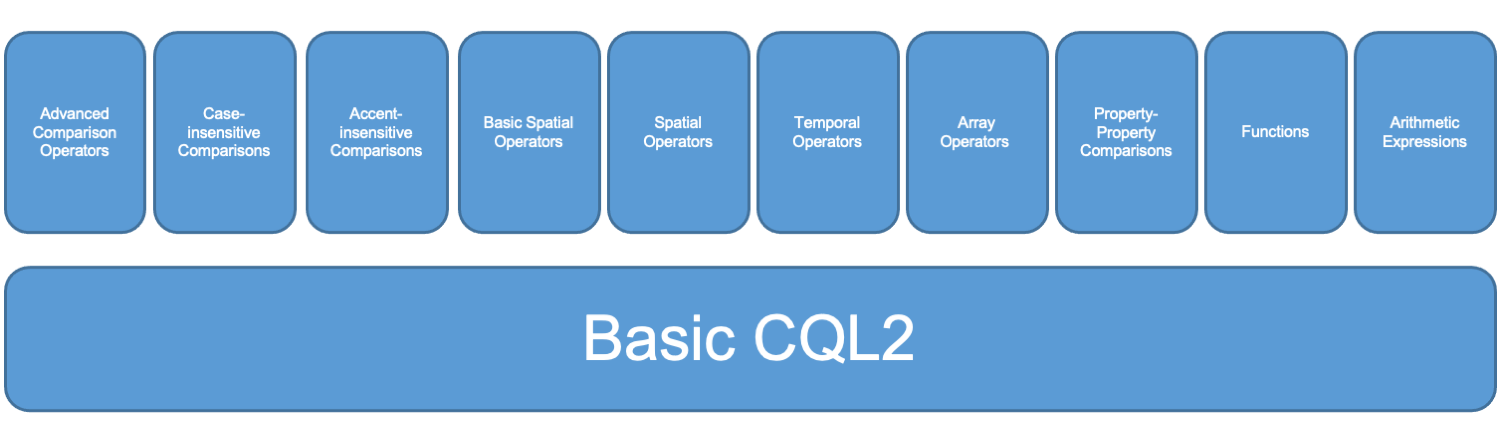 Advanced
Comparison
Operators
Case-
insensitive
Comparisons
Accent-
insensitive
Comparisons
Basic Spatial
Operators
Spatial
Operators
Temporal
Operators
Array
Operators
Property-
Property
Comparisons
Functions
Arithmetic
Expressions
Basic CQL2